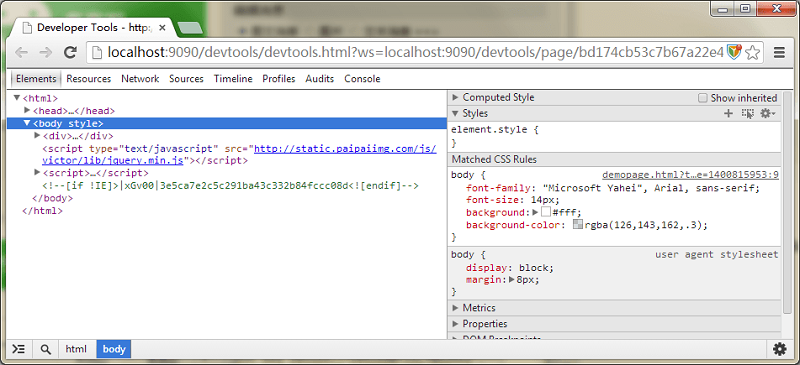 Developer Tools - http:
localhost:9090/devtools/devtools.html?ws=localhost:9090/devtools/page/bd174cb53c7b67a22e4
Elements Resources Network Sources Timeline Profiles Audits Console
<html>
<head>…</head>
<body style>
<div>…</div>
<script type="text/javascript" src="http://static.paipaiimg.com/js/
victor/lib/jquery.min.js"></script>
<script>…</script>
<!--[if !IE]>|xGv00|3e5ca7e2c5c291ba43c332b84fccc08d<![endif]-->
</body>
</html>
Computed Style Show inherited
Styles
element.style {
}
Matched CSS Rules
body { demopage.html?t…e=1400815953:9
font-family: "Microsoft Yahei", Arial, sans-serif;
font-size: 14px;
background: #fff;
background-color: rgba(126,143,162,.3);
}
body { user agent stylesheet
display: block;
margin: 8px;
}
Metrics
Properties
DOM Breakpoints
html body